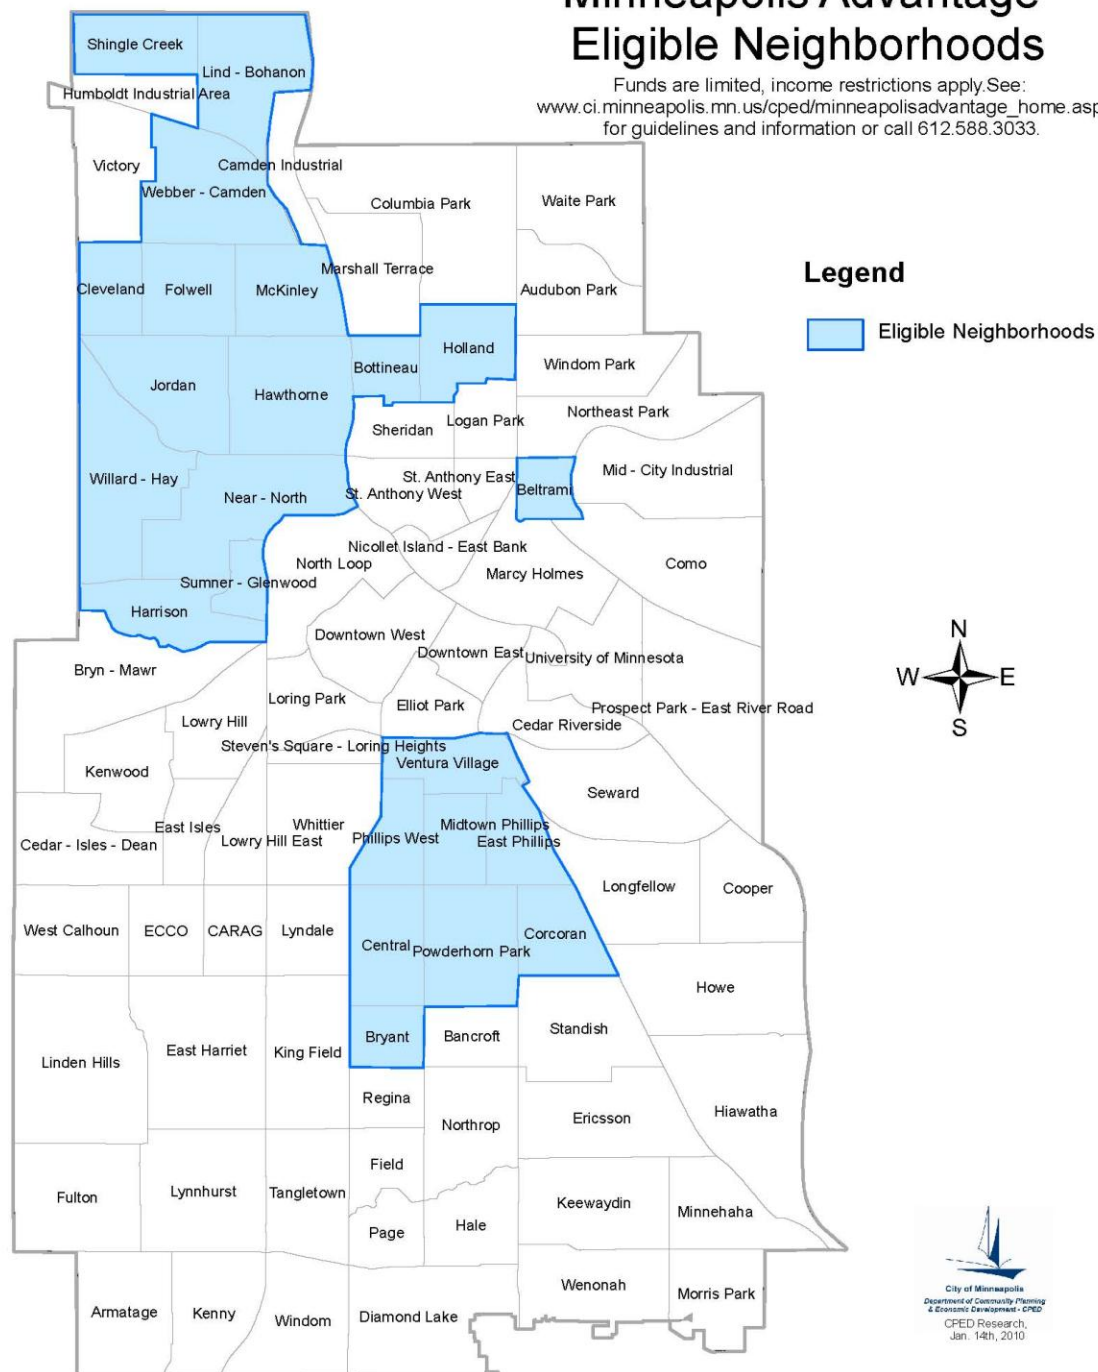 Minneapolis Advantage
Eligible Neighborhoods
Funds are limited, income restrictions apply.See:
www.ci.minneapolis.mn.us/cped/minneapolisadvantage_home.asp
for guidelines and information or call 612.588.3033.
Shingle Creek
Lind - Bohanon
Humboldt Industrial Area
Victory
Camden Industrial
Webber - Camden
Columbia Park
Waite Park
Marshall Terrace
Cleveland
Folwell
McKinley
Audubon Park
Legend
Eligible Neighborhoods
Holland
Bottineau
Windom Park
Jordan
Hawthorne
Logan Park
Northeast Park
Sheridan
Willard - Hay
St. Anthony East
Mid - City Industrial
Near - North
St. Anthony West
Beltrami
Nicollet Island - East Bank
North Loop
Marcy Holmes
Como
Sumner - Glenwood
Harrison
Downtown West
Downtown East
University of Minnesota
Bryn - Mawr
N
W
E
S
Loring Park
Elliot Park
Prospect Park - East River Road
Lowry Hill
Cedar Riverside
Steven's Square - Loring Heights
Ventura Village
Kenwood
Seward
East Isles
Whittier
Midtown Phillips
Cedar - Isles - Dean
Lowry Hill East
Phillips West
East Phillips
Longfellow
Cooper
West Calhoun
ECCO
CARAG
Lyndale
Central
Powderhorn Park
Corcoran
Howe
Bryant
Bancroft
Standish
Linden Hills
East Harriet
King Field
Regina
Northrop
Ericsson
Hiawatha
Field
Fulton
Lynnhurst
Tangletown
Keewaydin
Minnehaha
Page
Hale
Wenonah
Morris Park
Armatage
Kenny
Windom
Diamond Lake
City of Minneapolis
Department of Community Planning
& Economic Development - CPED
CPED Research,
Jan. 14th, 2010